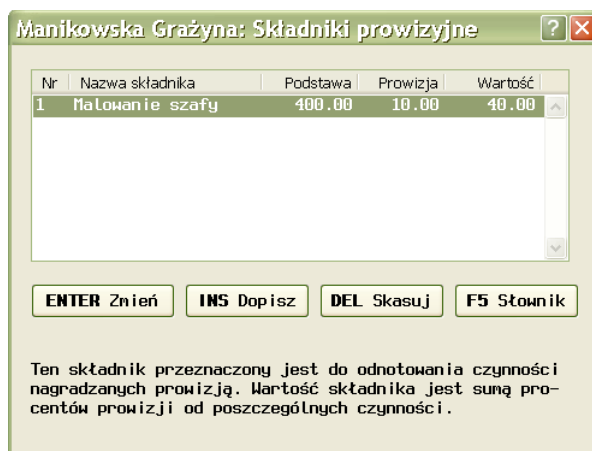 Manikowska Grażyna: Składniki prowizyjne
Nr Nazwa składnika Podstawa Prowizja Wartość
1 Malowanie szafy 400.00 10.00 40.00
ENTER Zmień INS Dopisz DEL Skasuj F5 Słownik
Ten składnik przeznaczony jest do odnotowania czynności
nagradzanych prowizją. Wartość składnika jest sumą pro-
centów prowizji od poszczególnych czynności.